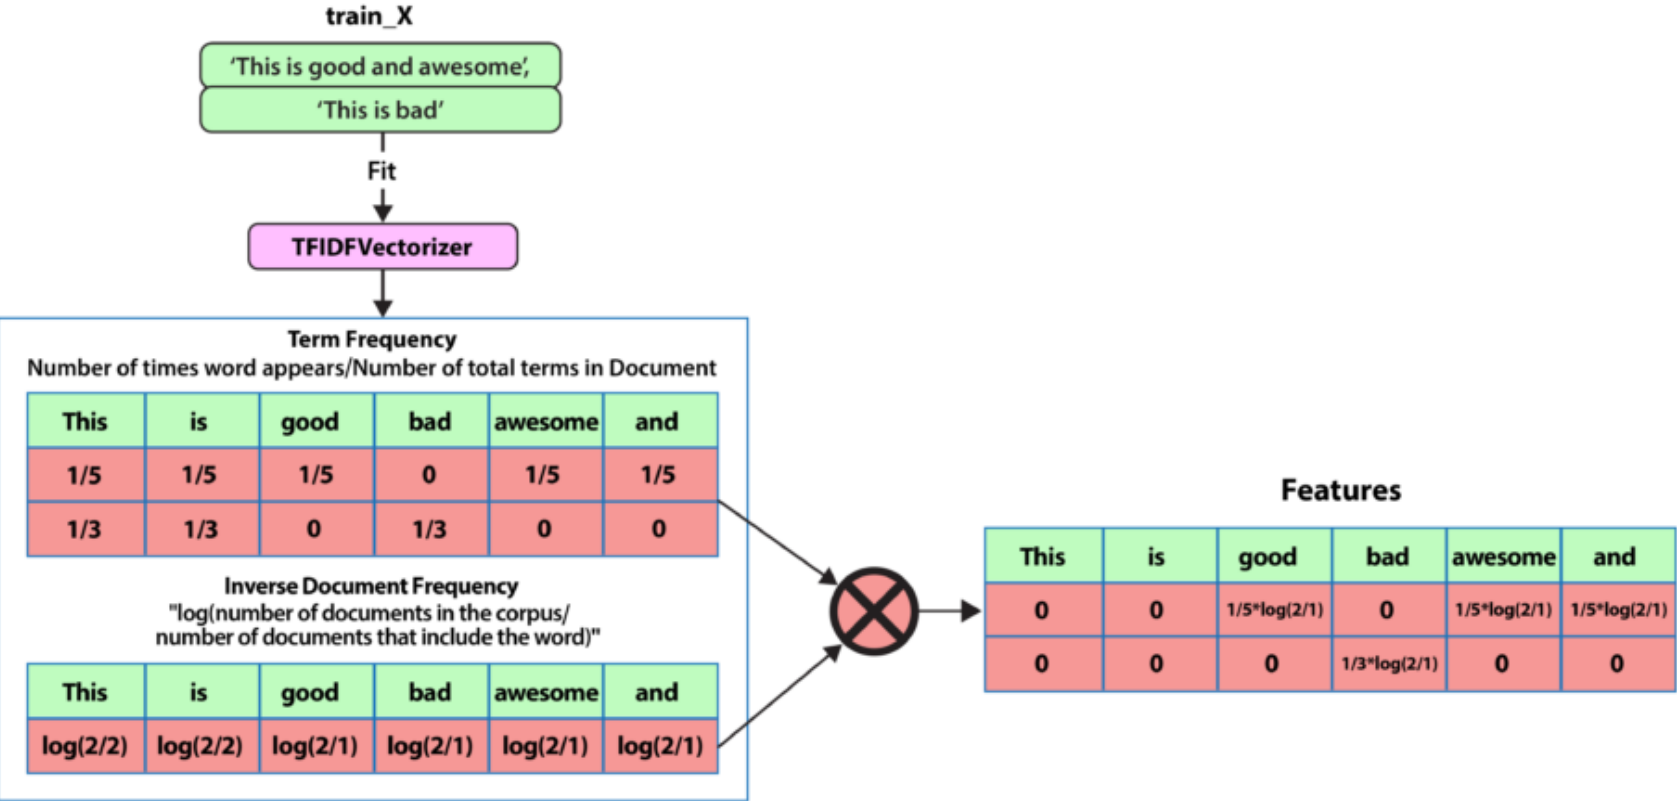 train_X
‘This is good and awesome’,
‘This is bad’
Fit
TFIDFVectorizer
Term Frequency
Number of times word appears/Number of total terms in Document
This is good bad awesome and
1/5 1/5 1/5 0 1/5 1/5
1/3 1/3 0 1/3 0 0
Inverse Document Frequency
"log(number of documents in the corpus/
number of documents that include the word)"
This is good bad awesome and
log(2/2) log(2/2) log(2/1) log(2/1) log(2/1) log(2/1)
Features
This is good bad awesome and
0 0 1/5*log(2/1) 0 1/5*log(2/1) 1/5*log(2/1)
0 0 0 1/3*log(2/1) 0 0